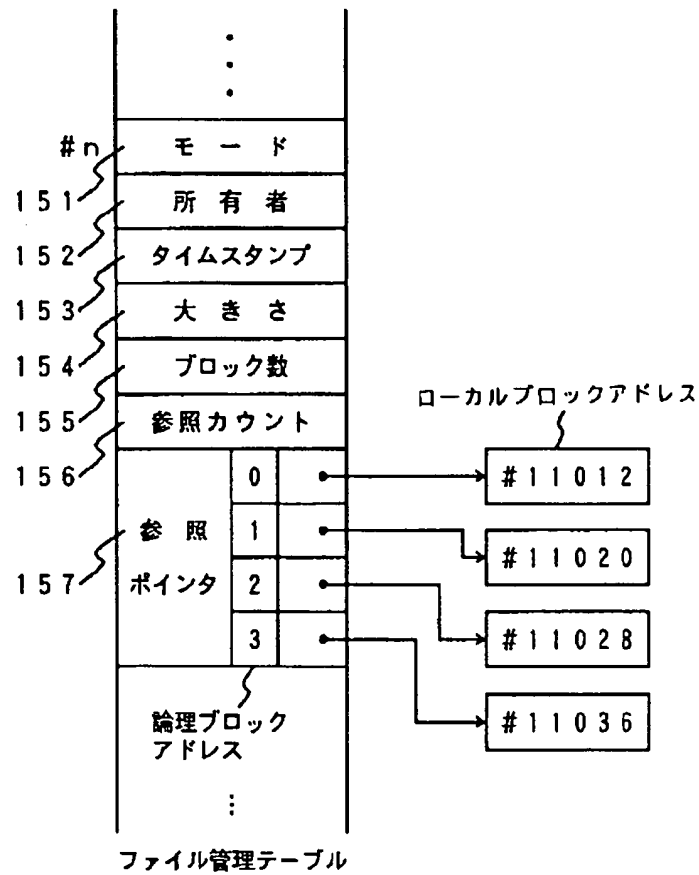 #n モード
151 所有者
152 タイムスタンプ
153 大きさ
154 ブロック数
155 参照カウント
ローカルブロックアドレス
156 0 #11012
参照 1 #11020
157 ポインタ 2 #11028
3 #11036
論理ブロック
アドレス
ファイル管理テーブル